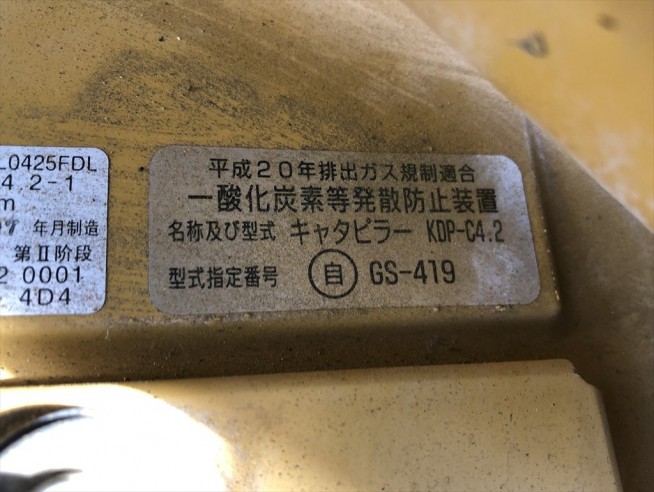 L0425FDL
4.2-1
m
年月制造
第Ⅱ阶段
2 0001
4D4
平成20年排出ガス規制適合
一酸化炭素等発散防止装置
名称及び型式 キャタピラー KDP-C4.2
型式指定番号 自 GS-419